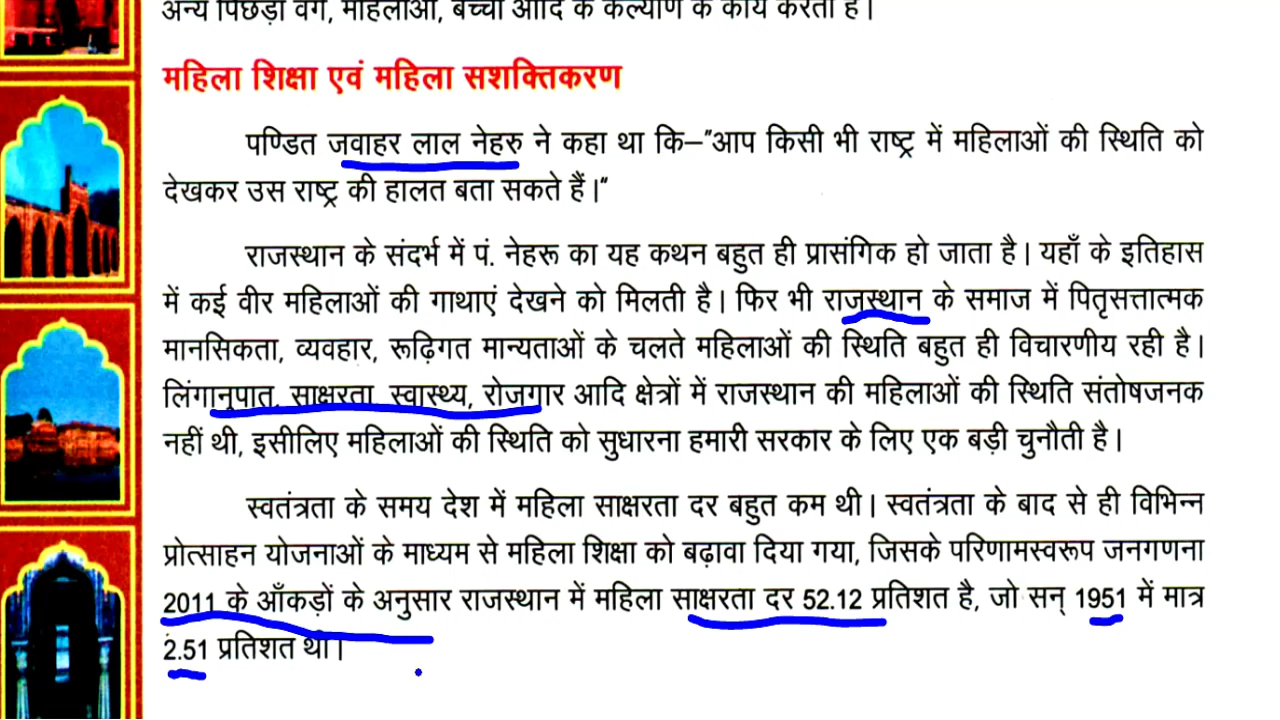 अन्य पिछड़ा वर्ग, महिलाओं, बच्चों आदि के कल्याण के कार्य करता है।
महिला शिक्षा एवं महिला सशक्तिकरण
पण्डित जवाहर लाल नेहरु ने कहा था कि–"आप किसी भी राष्ट्र में महिलाओं की स्थिति को
देखकर उस राष्ट्र की हालत बता सकते हैं।"
राजस्थान के संदर्भ में पं. नेहरू का यह कथन बहुत ही प्रासंगिक हो जाता है। यहाँ के इतिहास
में कई वीर महिलाओं की गाथाएं देखने को मिलती है। फिर भी राजस्थान के समाज में पितृसत्तात्मक
मानसिकता, व्यवहार, रूढ़िगत मान्यताओं के चलते महिलाओं की स्थिति बहुत ही विचारणीय रही है।
लिंगानुपात, साक्षरता, स्वास्थ्य, रोजगार आदि क्षेत्रों में राजस्थान की महिलाओं की स्थिति संतोषजनक
नहीं थी, इसीलिए महिलाओं की स्थिति को सुधारना हमारी सरकार के लिए एक बड़ी चुनौती है।
स्वतंत्रता के समय देश में महिला साक्षरता दर बहुत कम थी। स्वतंत्रता के बाद से ही विभिन्न
प्रोत्साहन योजनाओं के माध्यम से महिला शिक्षा को बढ़ावा दिया गया, जिसके परिणामस्वरूप जनगणना
2011 के आँकड़ों के अनुसार राजस्थान में महिला साक्षरता दर 52.12 प्रतिशत है, जो सन् 1951 में मात्र
2.51 प्रतिशत थी।